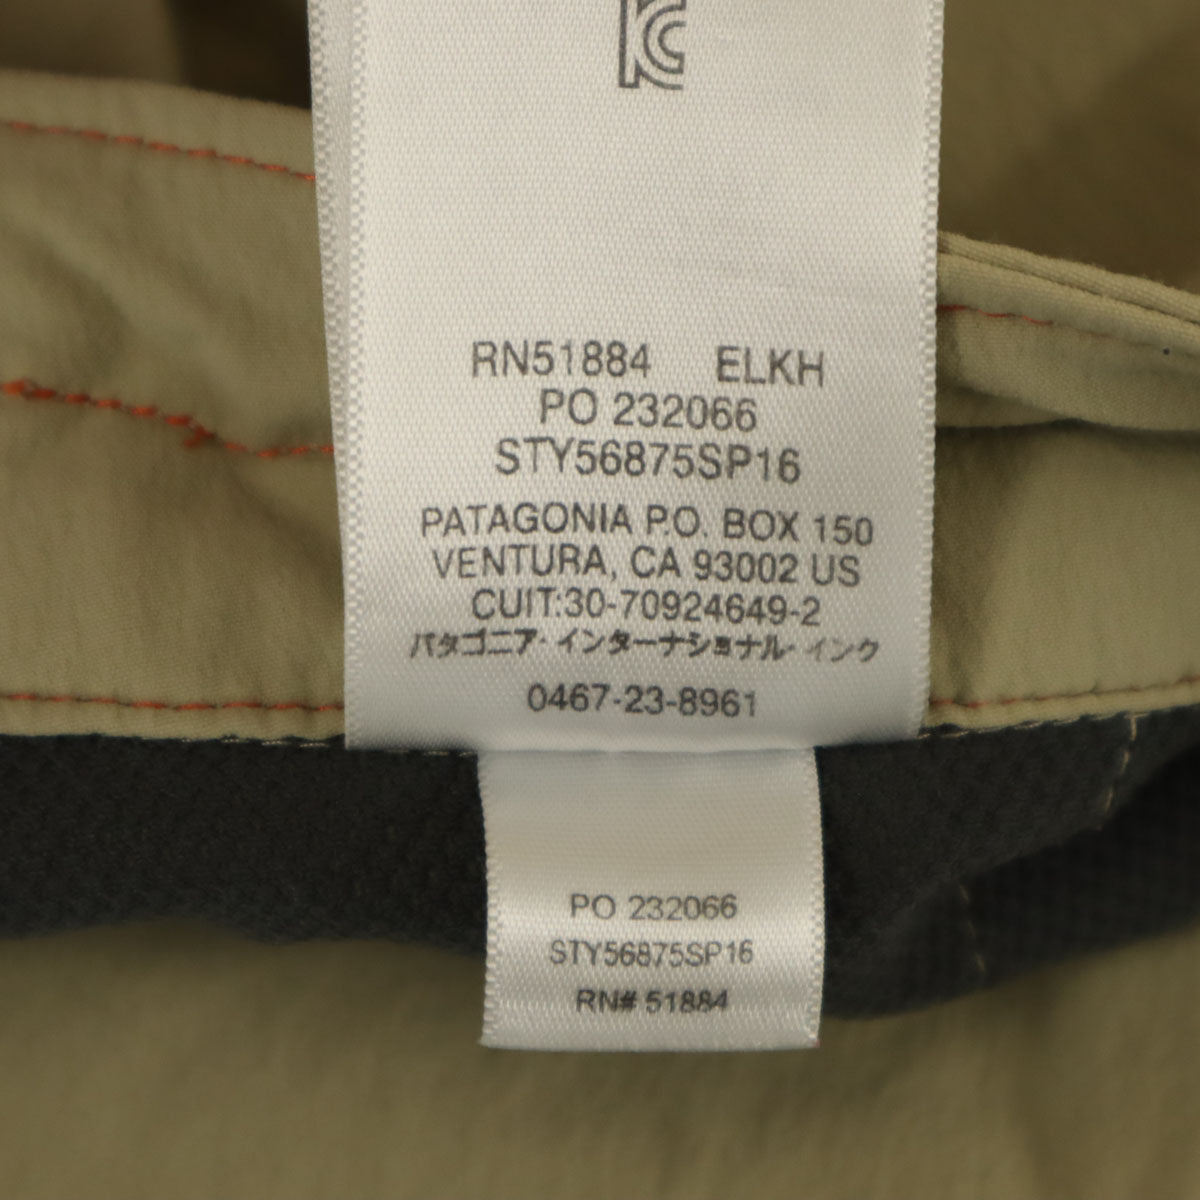 KC
RN51884 ELKH
PO 232066
STY56875SP16
PATAGONIA P.O. BOX 150
VENTURA, CA 93002 US
CUIT:30-70924649-2
パタゴニア・インターナショナル・インク
0467-23-8961
PO 232066
STY56875SP16
RN# 51884